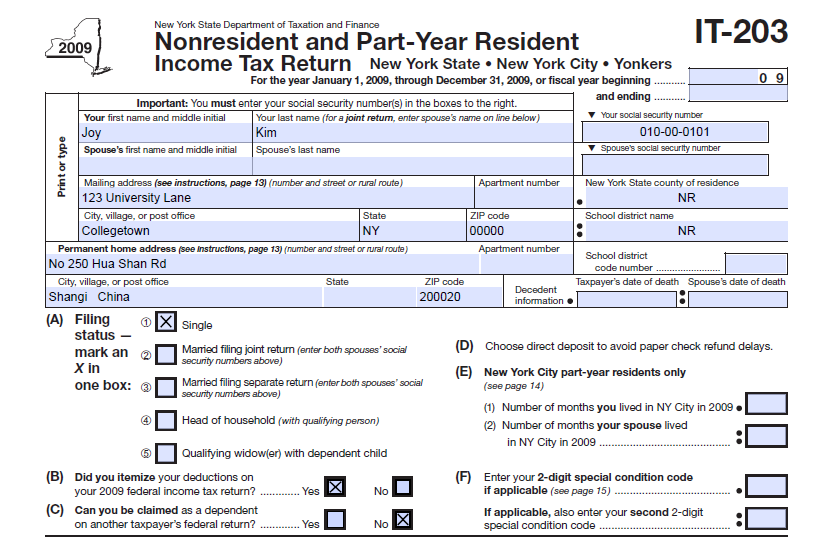 New York State Department of Taxation and Finance
IT-203
2009
Nonresident and Part-Year Resident
Income Tax Return New York State • New York City • Yonkers
For the year January 1, 2009, through December 31, 2009, or fiscal year beginning ........... 0 9
and ending ...........
Important: You must enter your social security number(s) in the boxes to the right.
Print or type
Your first name and middle initial Your last name (for a joint return, enter spouse's name on line below) ▼ Your social security number
Joy Kim 010-00-0101
Spouse's first name and middle initial Spouse's last name ▼ Spouse's social security number
Mailing address (see instructions, page 13) (number and street or rural route) Apartment number New York State county of residence
123 University Lane NR
City, village, or post office State ZIP code School district name
Collegetown NY 00000 NR
Permanent home address (see instructions, page 13) (number and street or rural route) Apartment number
No 250 Hua Shan Rd
School district
code number ........................
City, village, or post office State ZIP code Taxpayer's date of death Spouse's date of death
Shangi China 200020
Decedent
information
(A) Filing
status —
mark an
X in
one box:
① X Single
② Married filing joint return (enter both spouses' social
security numbers above)
③ Married filing separate return (enter both spouses' social
security numbers above)
④ Head of household (with qualifying person)
⑤ Qualifying widow(er) with dependent child
(B) Did you itemize your deductions on
your 2009 federal income tax return? ............ Yes X No
(C) Can you be claimed as a dependent
on another taxpayer's federal return? ............ Yes No X
(D) Choose direct deposit to avoid paper check refund delays.
(E) New York City part-year residents only
(see page 14)
(1) Number of months you lived in NY City in 2009
(2) Number of months your spouse lived
in NY City in 2009 ....................................
(F) Enter your 2-digit special condition code
if applicable (see page 15) ................................
If applicable, also enter your second 2-digit
special condition code ....................................